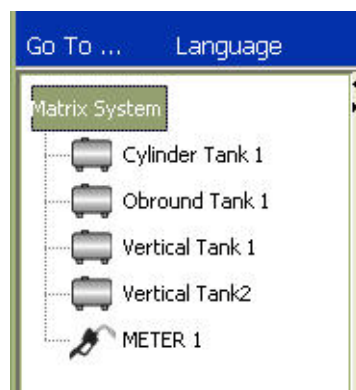 Go To ... Language
Matrix System
Cylinder Tank 1
Obround Tank 1
Vertical Tank 1
Vertical Tank2
METER 1